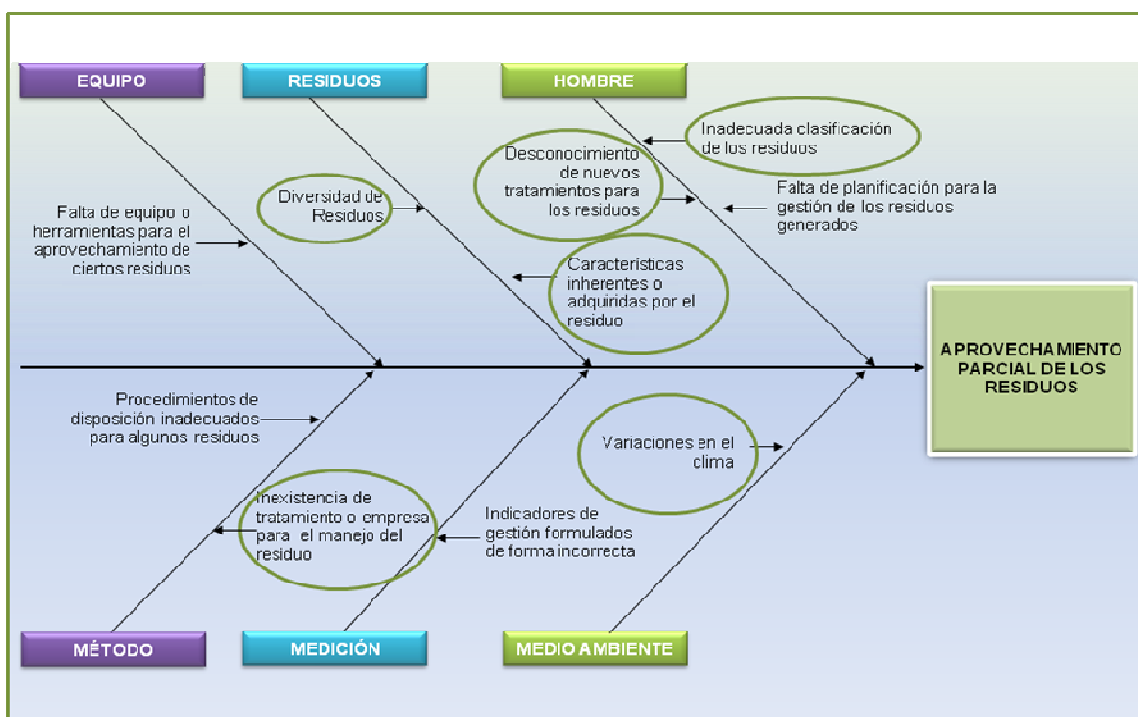 EQUIPO
RESIDUOS
HOMBRE
Inadecuada clasificación
de los residuos
Desconocimiento
de nuevos
tratamientos para
los residuos
Falta de planificación para la
gestión de los residuos
generados
Diversidad de
Residuos
Falta de equipo o
herramientas para el
aprovechamiento de
ciertos residuos
Características
inherentes o
adquiridas por el
residuo
APROVECHAMIENTO
PARCIAL DE LOS
RESIDUOS
Procedimientos de
disposición inadecuados
para algunos residuos
Variaciones en el
clima
Inexistencia de
tratamiento o empresa
para el manejo del
residuo
Indicadores de
gestión formulados
de forma incorrecta
MÉTODO
MEDICIÓN
MEDIO AMBIENTE